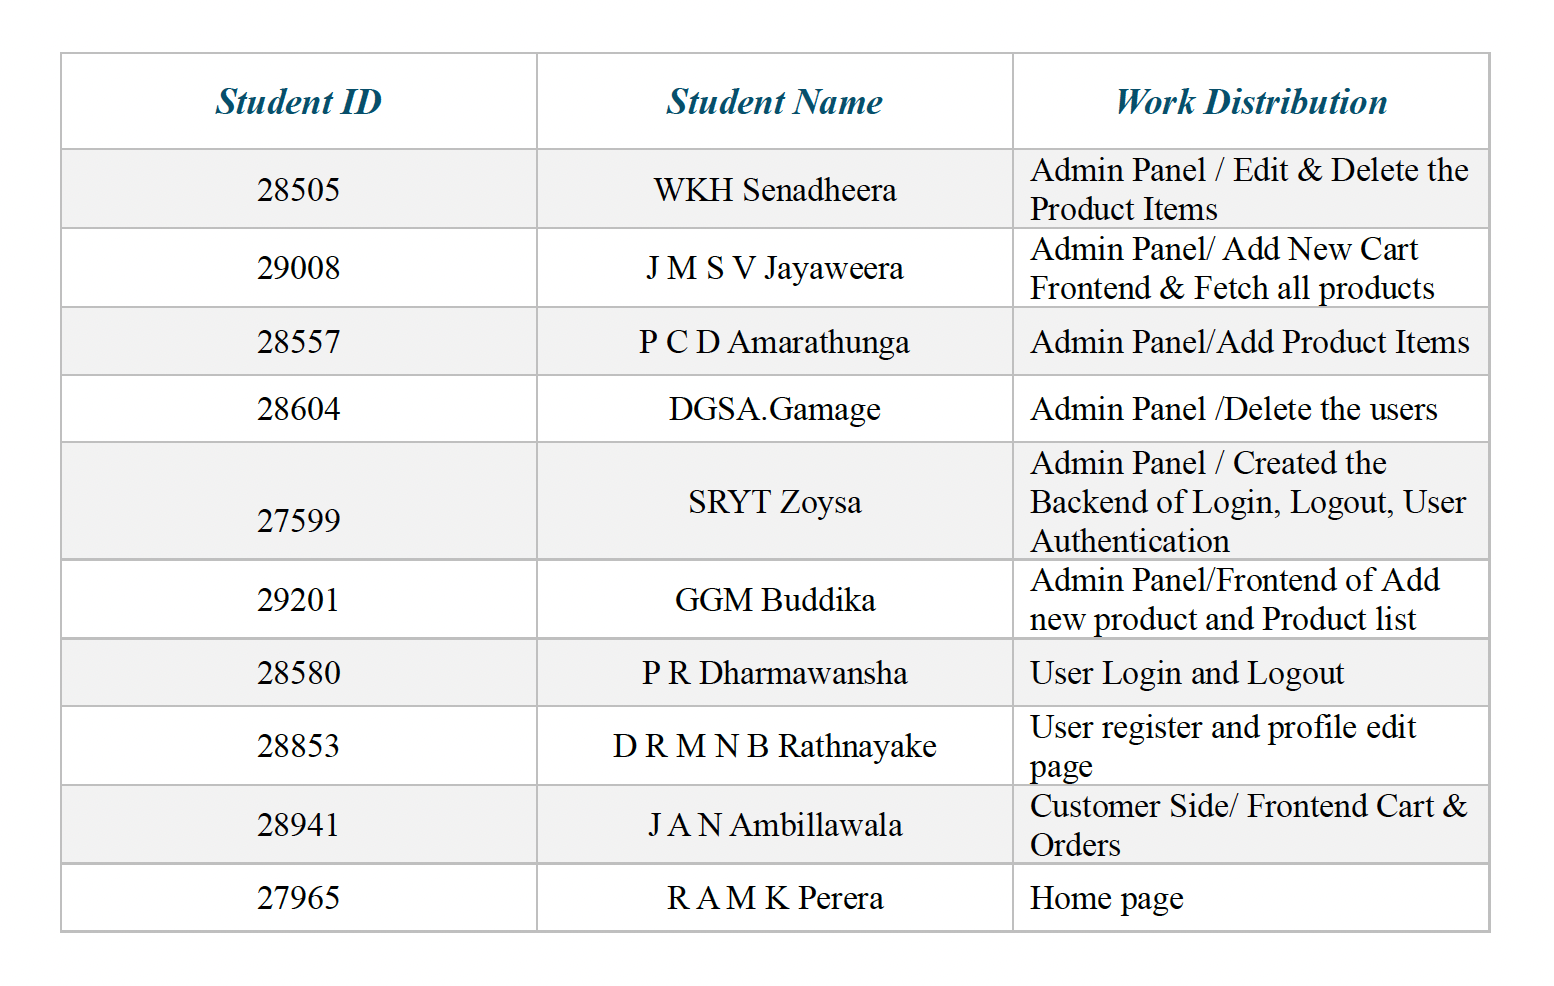 Student ID Student Name Work Distribution
28505 WKH Senadheera Admin Panel / Edit & Delete the
Product Items
29008 J M S V Jayaweera Admin Panel/ Add New Cart
Frontend & Fetch all products
28557 P C D Amarathunga Admin Panel/Add Product Items
28604 DGSA.Gamage Admin Panel /Delete the users
27599 SRYT Zoysa Admin Panel / Created the
Backend of Login, Logout, User
Authentication
29201 GGM Buddika Admin Panel/Frontend of Add
new product and Product list
28580 P R Dharmawansha User Login and Logout
28853 D R M N B Rathnayake User register and profile edit
page
28941 J A N Ambillawala Customer Side/ Frontend Cart &
Orders
27965 R A M K Perera Home page